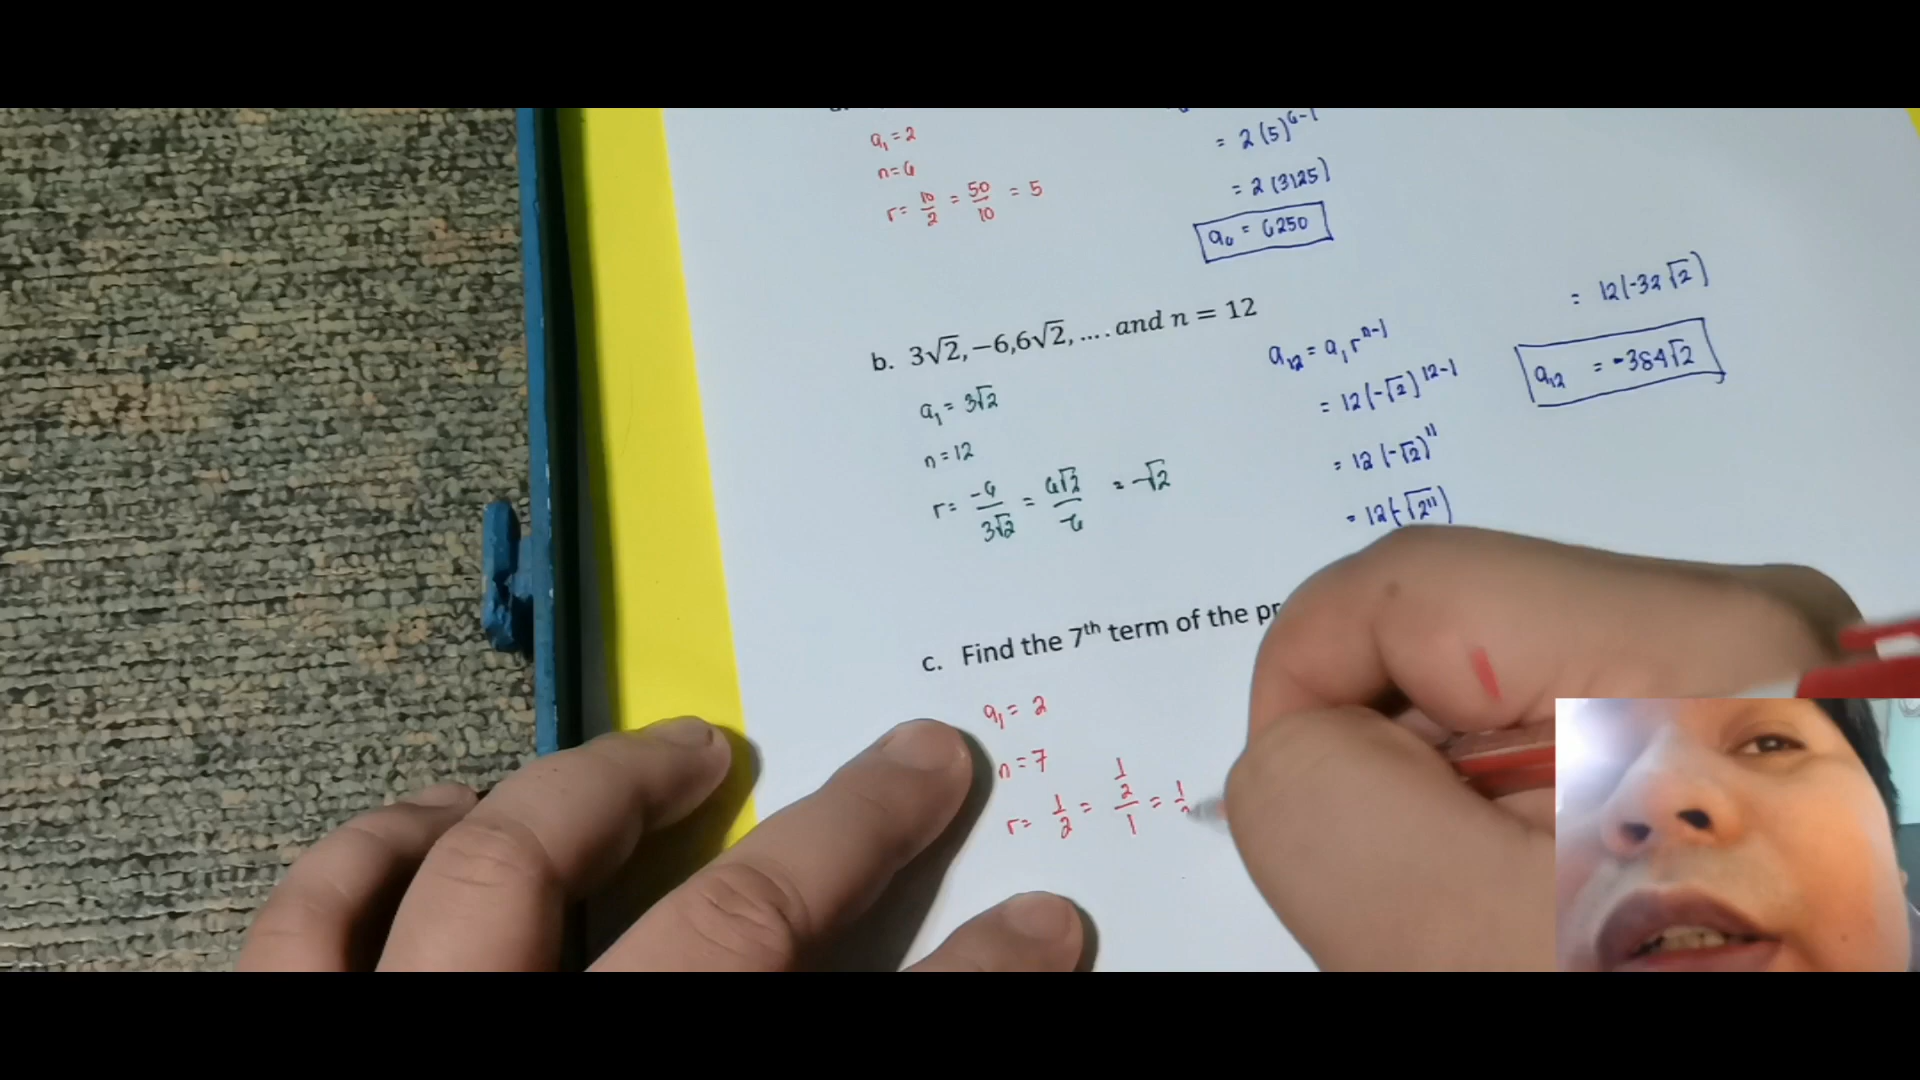 a₁ = 2
n = 6
r = 10/2 = 50/10 = 5
= 2(5)^6-1
= 2(3125)
a₆ = 6250
b. 3√2, −6,6√2, .... and n = 12
a₁ = 3√2
n = 12
r = -6/3√2 = 6√2/-6 = -√2
a₁₂ = a₁r^n-1
= 12(-√2)^12-1
= 12(-√2)^11
= 12(-√2^11)
= 12(-32√2)
a₁₂ = -384√2
c. Find the 7th term of the
a₁ = 2
n = 7
r = 1/2 = 1/2/1 = 1/2